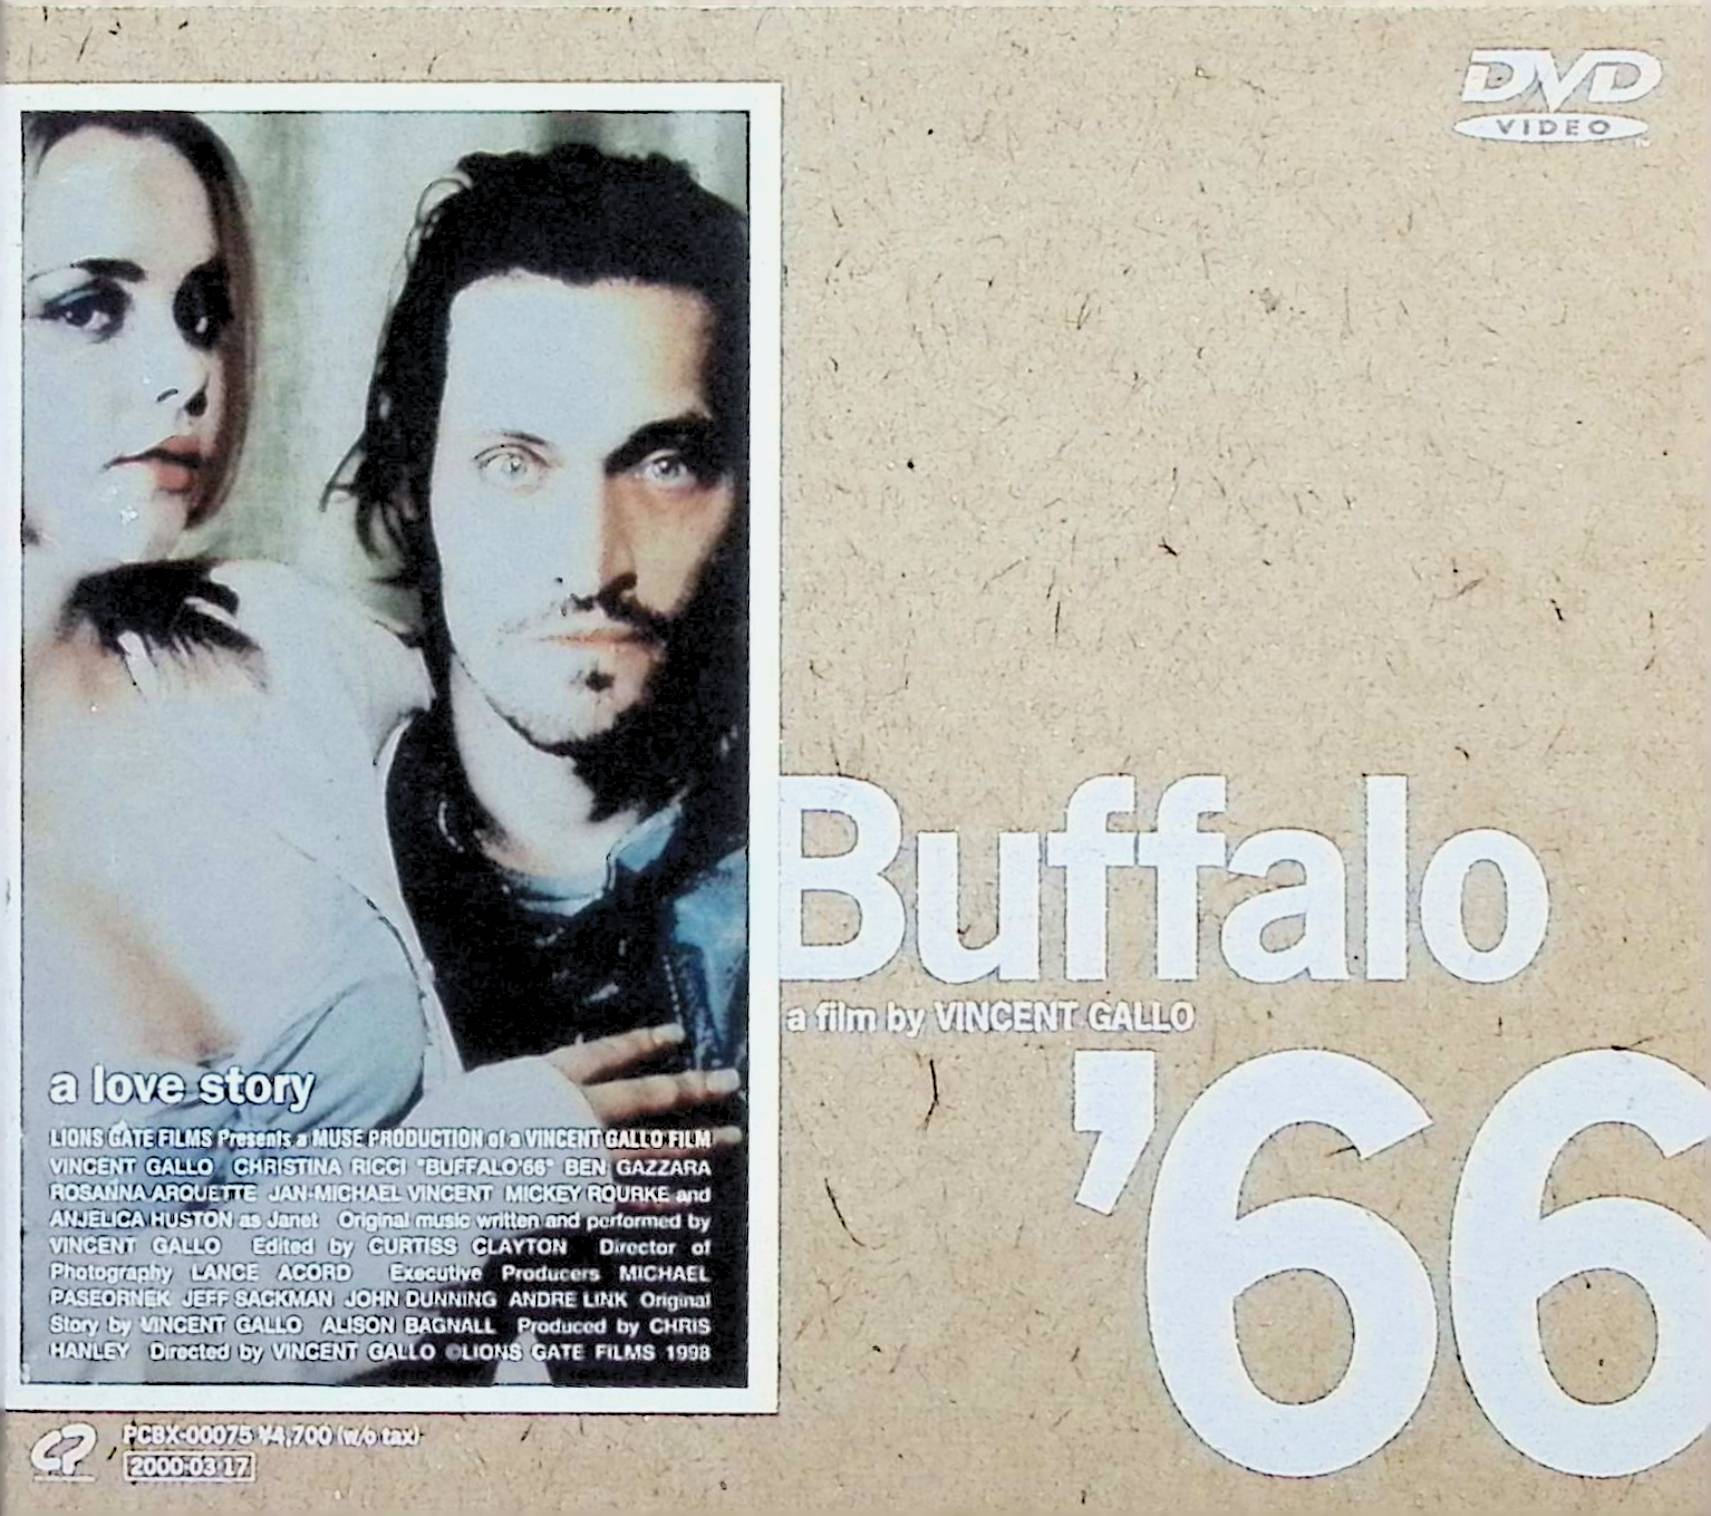 DVD
VIDEO
Buffalo
a film by VINCENT GALLO
'66
a love story
LIONS GATE FILMS Presents a MUSE PRODUCTION of a VINCENT GALLO FILM
VINCENT GALLO CHRISTINA RICCI "BUFFALO'66" BEN GAZZARA
ROSANNA AROUETTE JAN-MICHAEL VINCENT MICKEY ROURKE and
ANJELICA HUSTON as Janet Original music written and performed by
VINCENT GALLO Edited by CURTISS CLAYTON Director of
Photography LANCE ACORD Executive Producers MICHAEL
PASEORNEK JEFF SACKMAN JOHN DUNNING ANDRE LINK Original
Story by VINCENT GALLO ALISON BAGNALL Produced by CHRIS
HANLEY Directed by VINCENT GALLO ©LIONS GATE FILMS 1998
PCBX-00075 ¥4,700 (w/o tax)
2000·03·17